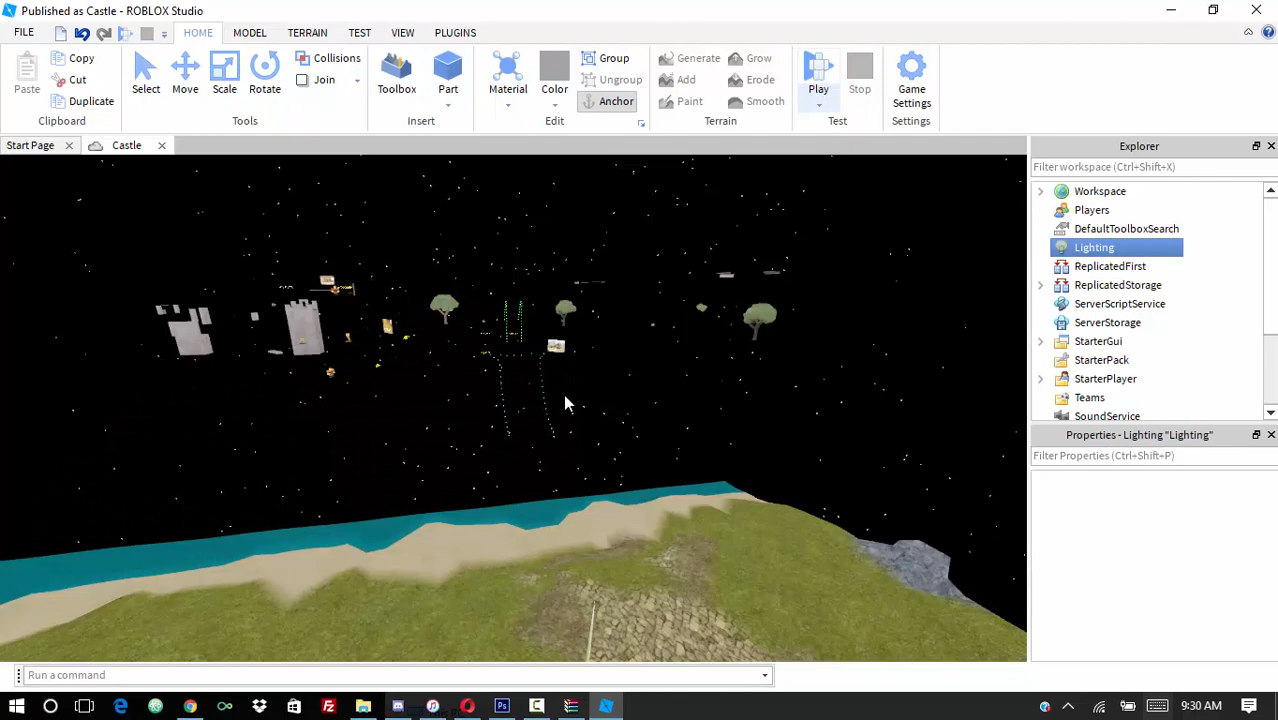 Published as Castle - ROBLOX Studio
FILE
HOME
MODEL
TERRAIN
TEST
VIEW
PLUGINS
Paste
Copy
Cut
Duplicate
Clipboard
Select
Move
Scale
Rotate
Collisions
Join
Tools
Toolbox
Part
Insert
Material
Color
Group
Ungroup
Anchor
Edit
Generate
Grow
Add
Erode
Paint
Smooth
Terrain
Play
Stop
Test
Game
Settings
Settings
Start Page
Castle
Explorer
Filter workspace (Ctrl+Shift+X)
Workspace
Players
DefaultToolboxSearch
Lighting
ReplicatedFirst
ReplicatedStorage
ServerScriptService
ServerStorage
StarterGui
StarterPack
StarterPlayer
Teams
SoundService
Properties - Lighting "Lighting"
Filter Properties (Ctrl+Shift+P)
Run a command
9:30 AM